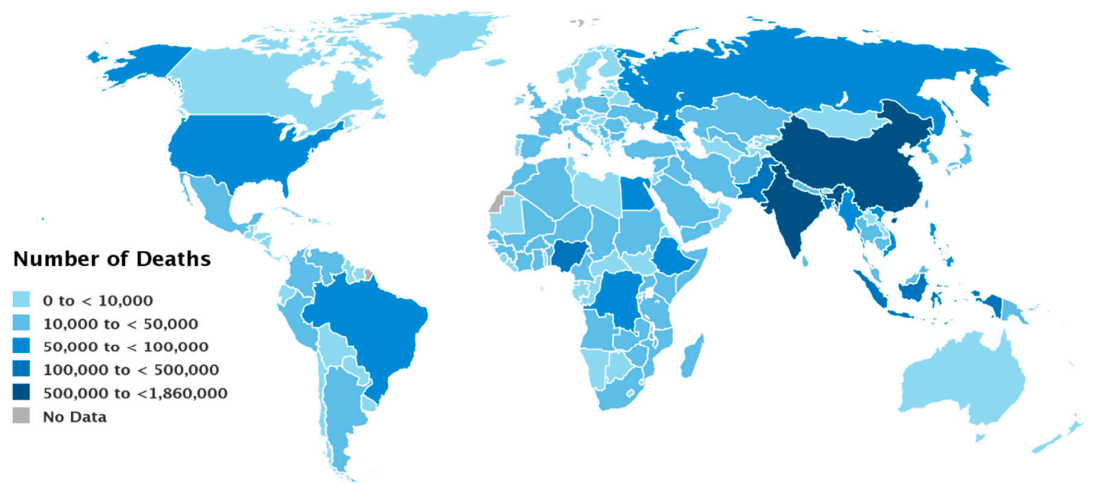 Number of Deaths
0 to < 10,000
10,000 to < 50,000
50,000 to < 100,000
100,000 to < 500,000
500,000 to <1,860,000
No Data